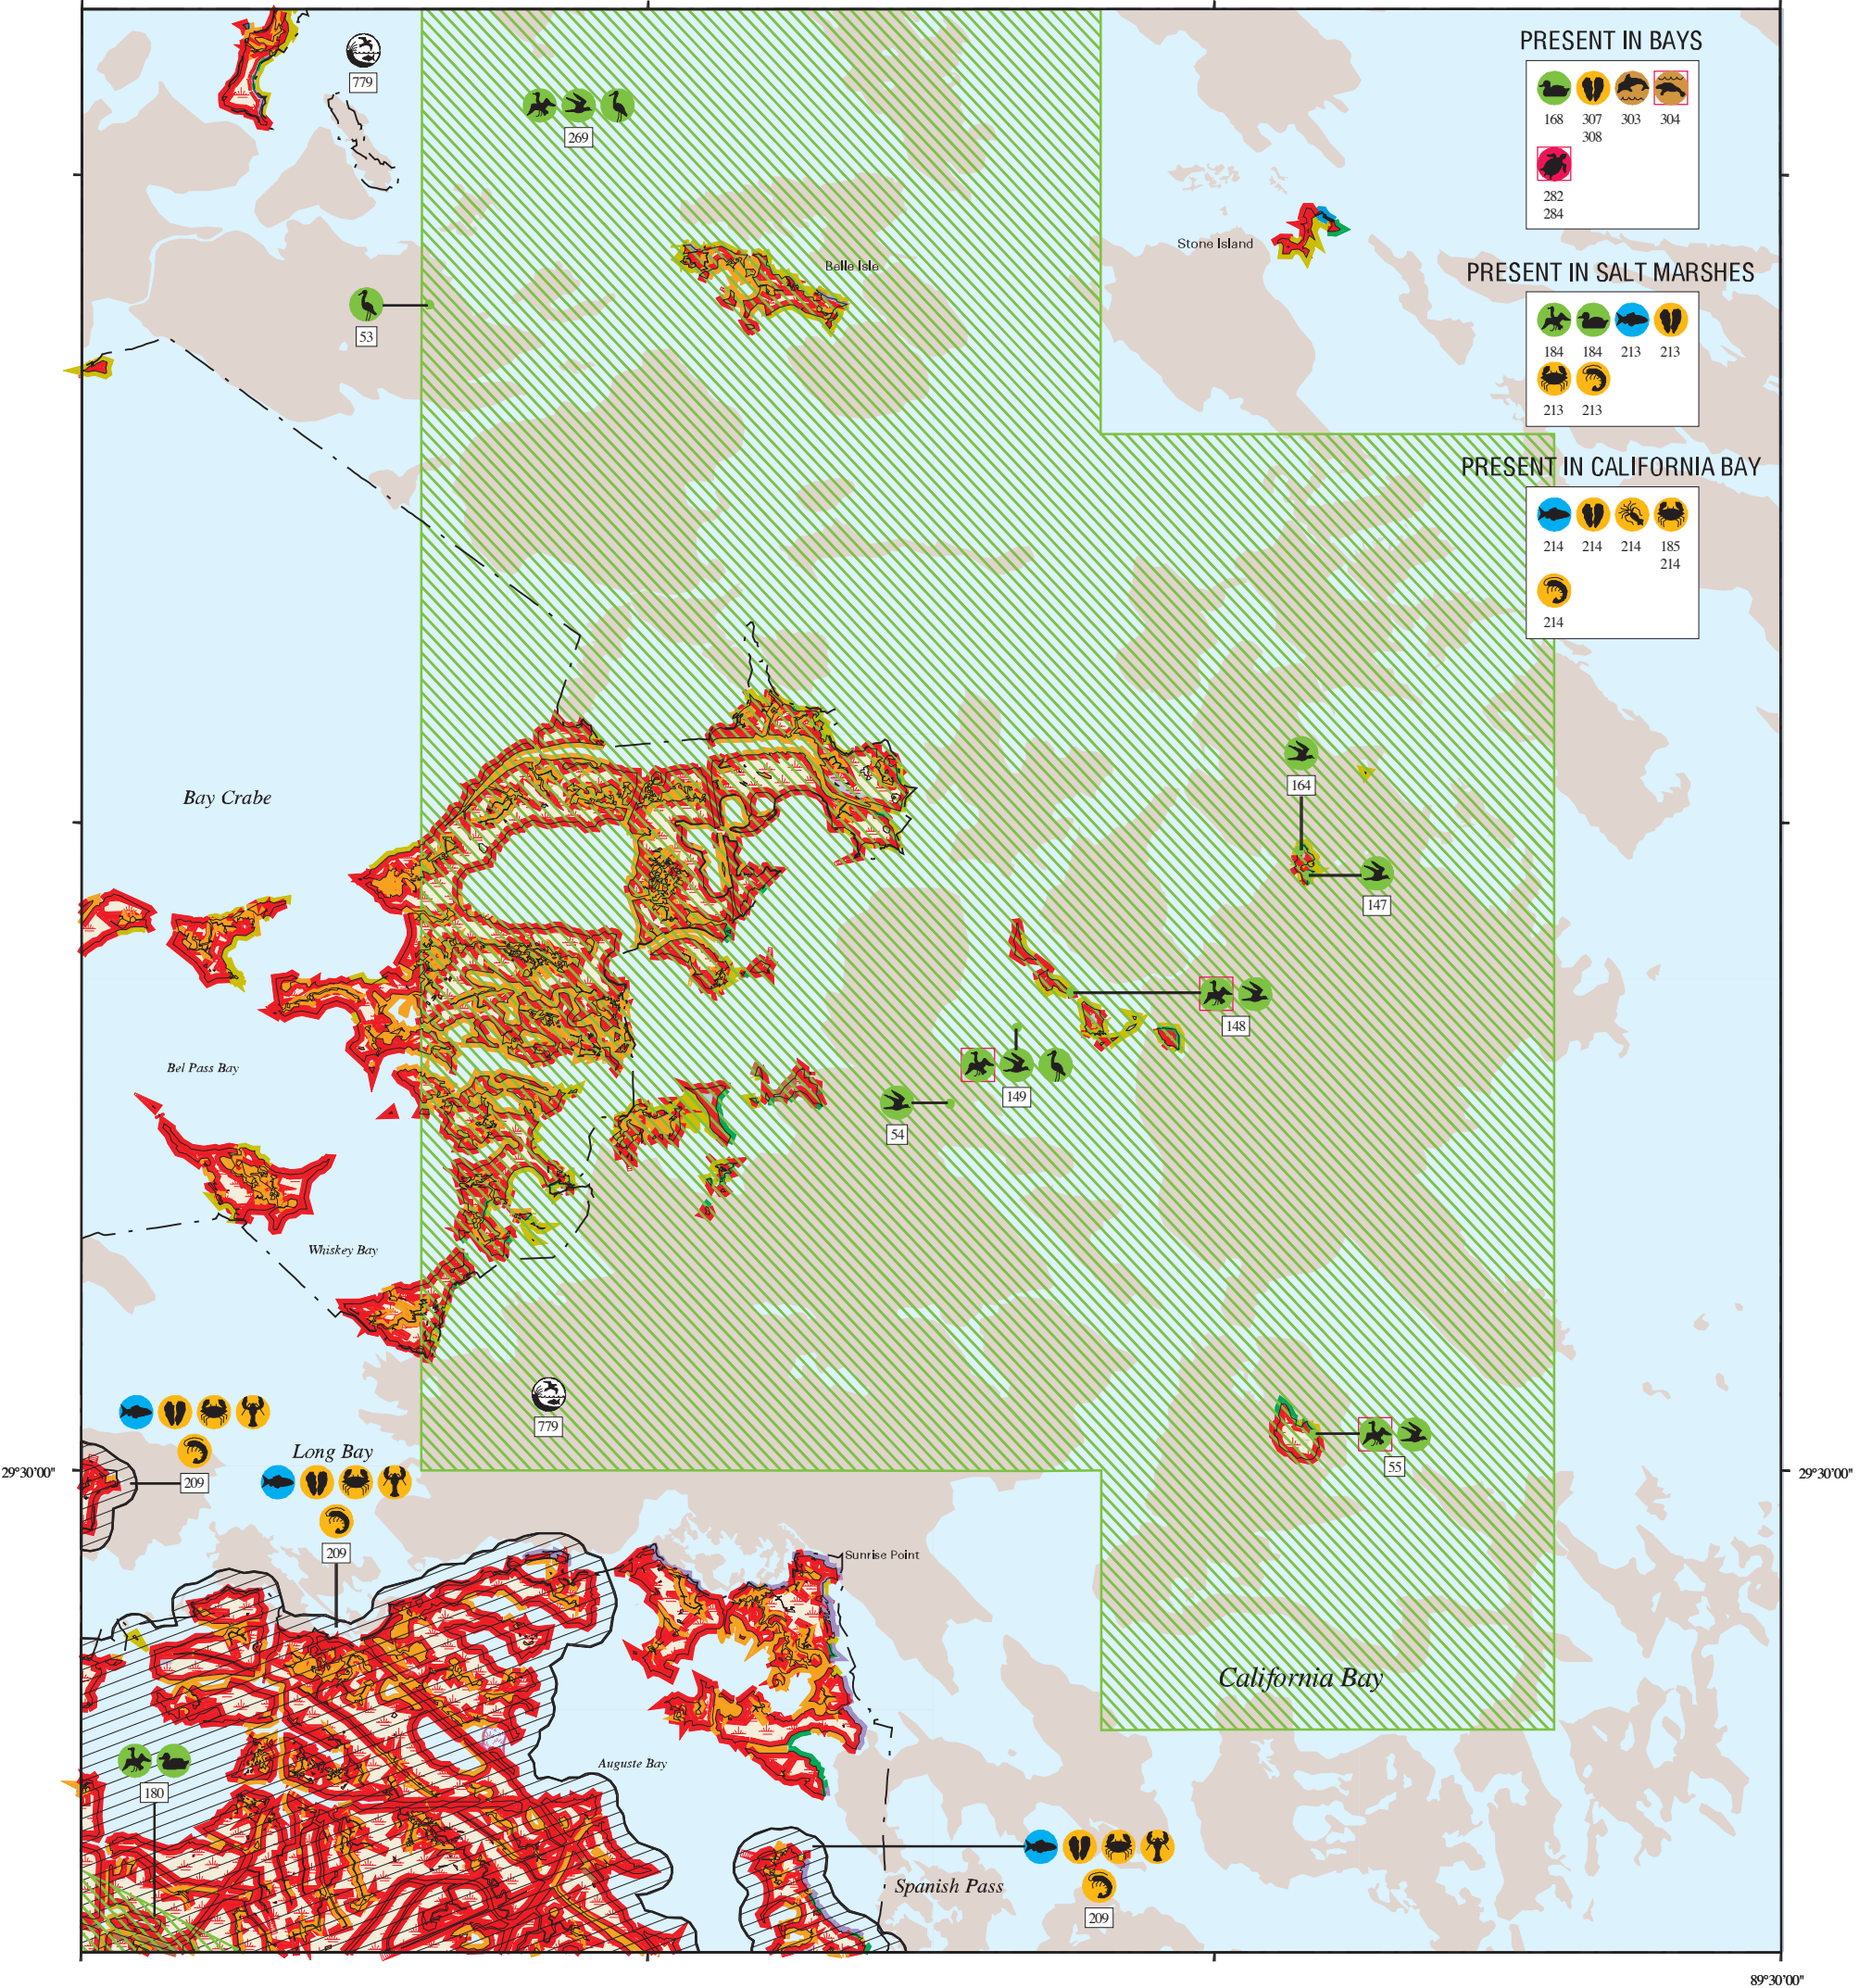 PRESENT IN BAYS
168 307 303 304
308
282
284
PRESENT IN SALT MARSHES
184 184 213 213
213 213
PRESENT IN CALIFORNIA BAY
214 214 214 185
214
214
779
269
Stone Island
Belle Isle
53
Bay Crabe
164
147
148
Bel Pass Bay
149
54
Whiskey Bay
779
Long Bay
55
29°30'00"
29°30'00"
209
209
Sunrise Point
California Bay
Auguste Bay
180
Spanish Pass
209
89°30'00"